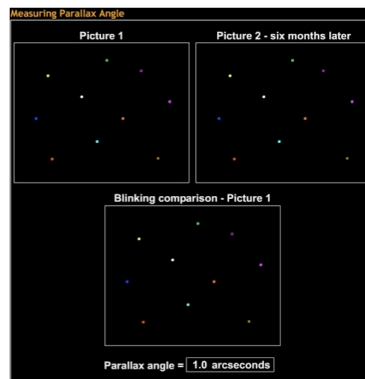 Measuring Parallax Angle
Picture 1
Picture 2 - six months later
Blinking comparison - Picture 1
Parallax angle = 1.0 arcseconds